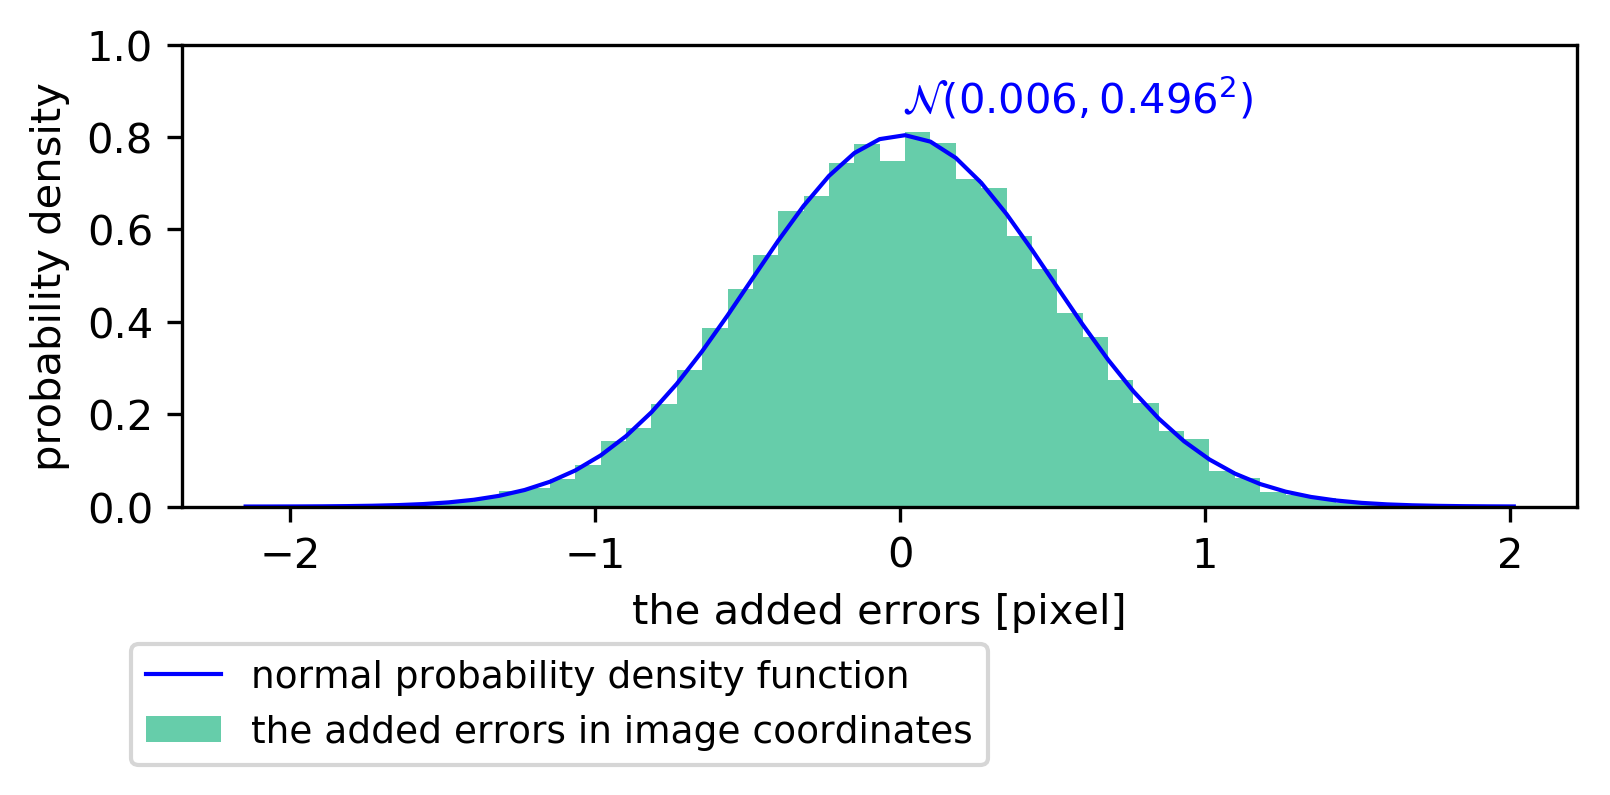 1.0
0.8
0.6
0.4
0.2
0.0
probability density
𝒩(0.006, 0.496²)
−2
−1
0
1
2
the added errors [pixel]
normal probability density function
the added errors in image coordinates